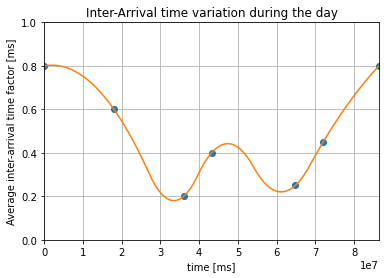 Inter-Arrival time variation during the day
Average inter-arrival time factor [ms]
1.0
0.8
0.6
0.4
0.2
0.0
0 1 2 3 4 5 6 7 8
1e7
time [ms]